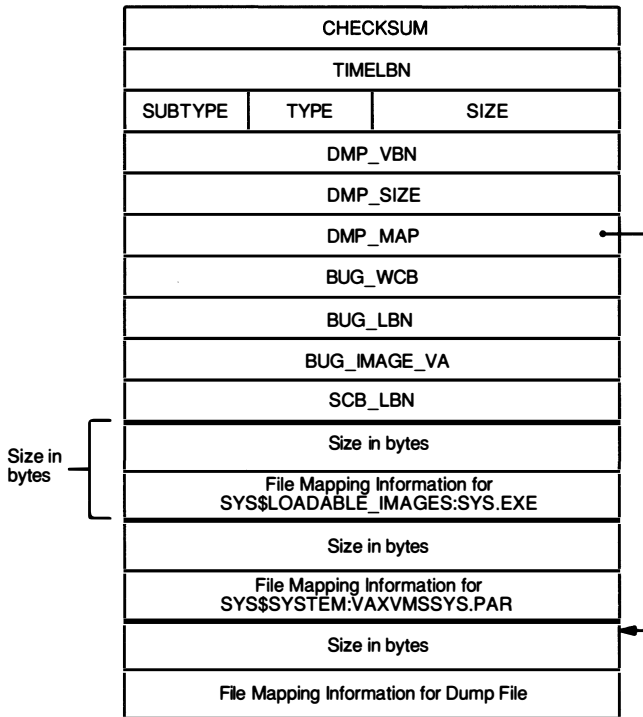 CHECKSUM
TIMELBN
SUBTYPE TYPE SIZE
DMP_VBN
DMP_SIZE
DMP_MAP
BUG_WCB
BUG_LBN
BUG_IMAGE_VA
SCB_LBN
Size in
bytes
Size in bytes
File Mapping Information for
SYS$LOADABLE_IMAGES:SYS.EXE
Size in bytes
File Mapping Information for
SYS$SYSTEM:VAXVMSSYS.PAR
Size in bytes
File Mapping Information for Dump File